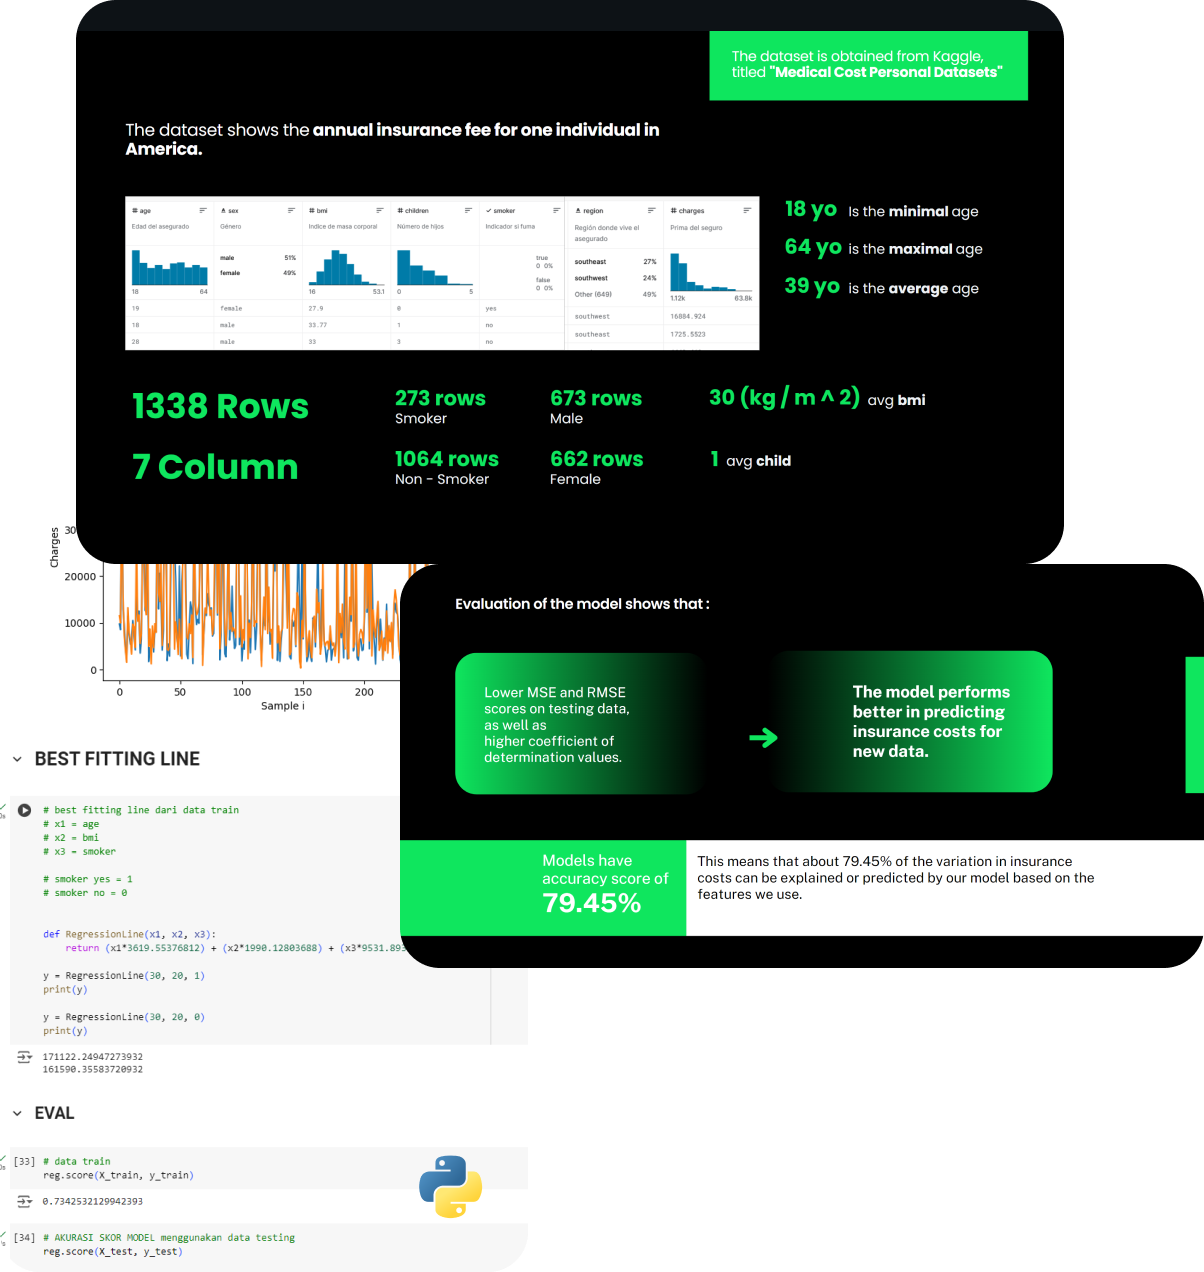 The dataset is obtained from Kaggle,
titled "Medical Cost Personal Datasets"
The dataset shows the annual insurance fee for one individual in
America.
# age
sex
# bmi
# children
smoker
region
# charges
Edad del asegurado
Género
Indice de masa corporal
Número de hijos
Indicador si fuma
Región donde vive el
asegurado
Prima del seguro
male 51%
female 49%
true
0 0%
false
0 0%
southeast 27%
southwest 24%
Other (649) 49%
18 64
16 53.1
0 5
1.12k 63.8k
19 female 27.9 0 yes southwest 16884.924
18 male 33.77 1 no southeast 1725.5523
28 male 33 3 no
18 yo Is the minimal age
64 yo is the maximal age
39 yo is the average age
1338 Rows
7 Column
273 rows
Smoker
1064 rows
Non - Smoker
673 rows
Male
662 rows
Female
30 (kg / m ^ 2) avg bmi
1 avg child
Charges
30
20000
10000
0
0 50 100 150 200
Sample i
Evaluation of the model shows that :
Lower MSE and RMSE
scores on testing data,
as well as
higher coefficient of
determination values.
The model performs
better in predicting
insurance costs for
new data.
Models have
accuracy score of
79.45%
This means that about 79.45% of the variation in insurance
costs can be explained or predicted by our model based on the
features we use.
BEST FITTING LINE
# best fitting line dari data train
# x1 = age
# x2 = bmi
# x3 = smoker
# smoker yes = 1
# smoker no = 0
def RegressionLine(x1, x2, x3):
return (x1*3619.55376812) + (x2*1990.12803688) + (x3*9531.893
y = RegressionLine(30, 20, 1)
print(y)
y = RegressionLine(30, 20, 0)
print(y)
171122.24947273932
161590.35583720932
EVAL
[33] # data train
reg.score(X_train, y_train)
0.7342532129942393
[34] # AKURASI SKOR MODEL menggunakan data testing
reg.score(X_test, y_test)